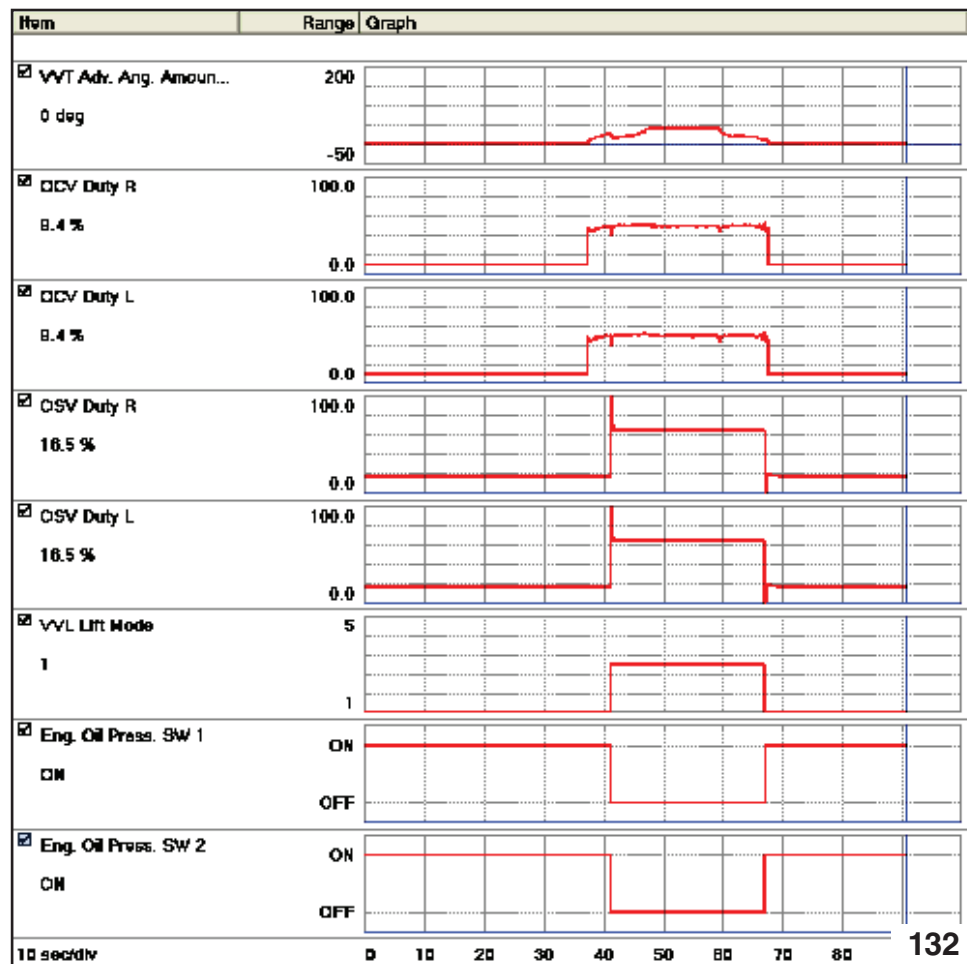 Item Range Graph
VVT Adv. Ang. Amoun... 200
0 deg
-50
OCV Duty R 100.0
9.4 %
0.0
OCV Duty L 100.0
9.4 %
0.0
OSV Duty R 100.0
16.5 %
0.0
OSV Duty L 100.0
16.5 %
0.0
VVL Lift Mode 5
1
1
Eng. Oil Press. SW 1 ON
ON
OFF
Eng. Oil Press. SW 2 ON
ON
OFF
10 sec/div 0 10 20 30 40 50 60 70 80 132